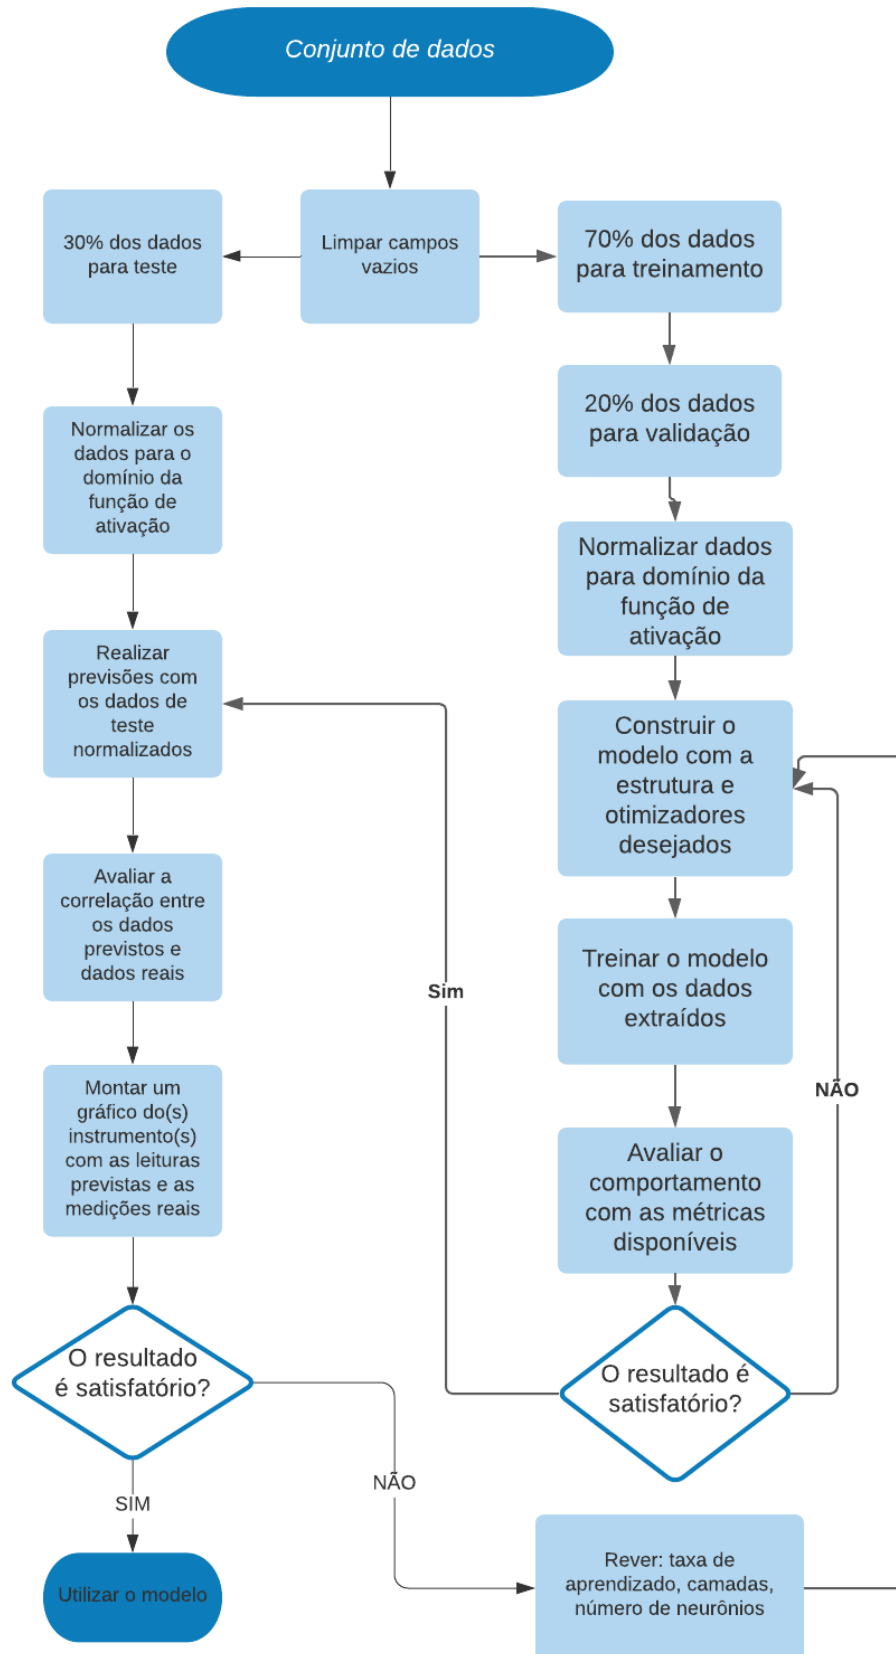 Conjunto de dados
30% dos dados
para teste
Limpar campos
vazios
70% dos dados
para treinamento
20% dos dados
para validação
Normalizar os
dados para o
domínio da
função de
ativação
Normalizar dados
para domínio da
função de
ativação
Realizar
previsões com
os dados de
teste
normalizados
Construir o
modelo com a
estrutura e
otimizadores
desejados
Avaliar a
correlação entre
os dados
previstos e
dados reais
Treinar o modelo
com os dados
extraídos
Sim
NÃO
Montar um
gráfico do(s)
instrumento(s)
com as leituras
previstas e as
medições reais
Avaliar o
comportamento
com as métricas
disponíveis
O resultado
é satisfatório?
O resultado é
satisfatório?
NÃO
SIM
Utilizar o modelo
Rever: taxa de
aprendizado, camadas,
número de neurônios